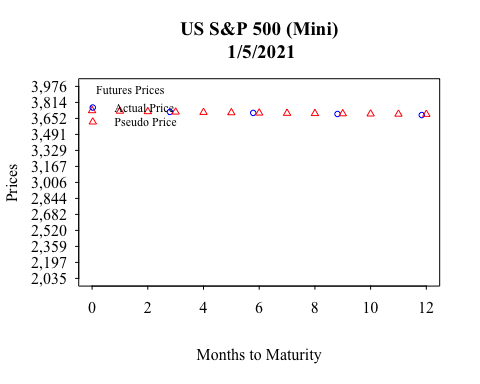 US S&P 500 (Mini)
1/5/2021
Futures Prices
Actual Price
Pseudo Price
Prices
3,976
3,814
3,652
3,491
3,329
3,167
3,006
2,844
2,682
2,520
2,359
2,197
2,035
0 2 4 6 8 10 12
Months to Maturity